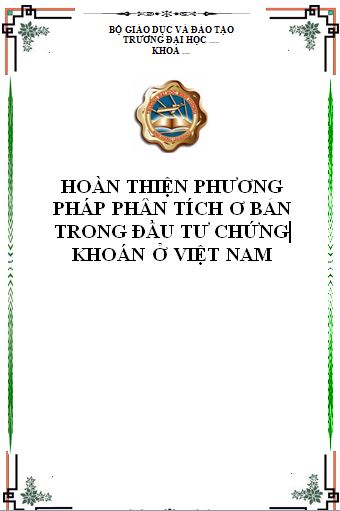 BỘ GIÁO DỤC VÀ ĐÀO TẠO
TRƯỜNG ĐẠI HỌC .....
KHOA ....
HOÀN THIỆN PHƯƠNG
PHÁP PHÂN TÍCH Ơ BẢN
TRONG ĐẦU TƯ CHỨNG
KHOÁN Ở VIỆT NAM